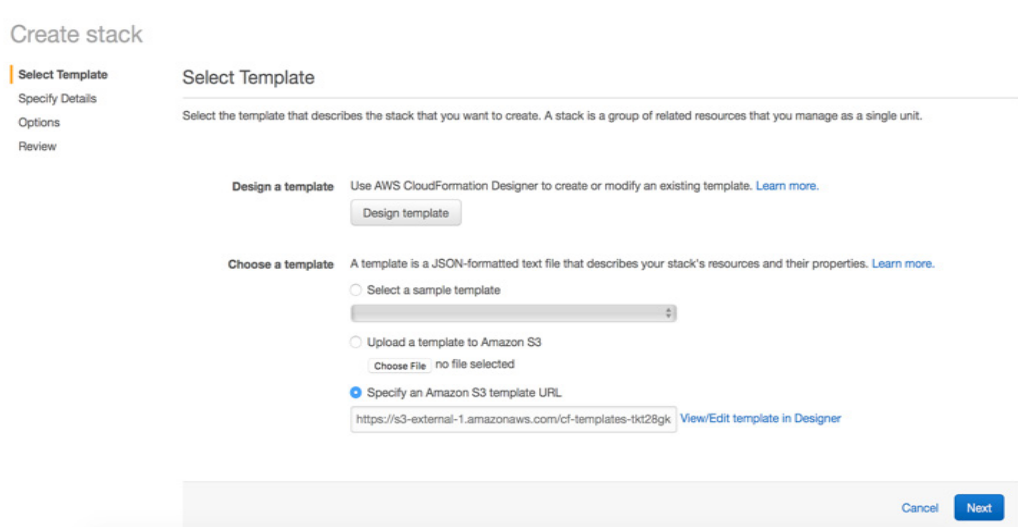 Create stack
Select Template
Specify Details
Options
Review
Select Template
Select the template that describes the stack that you want to create. A stack is a group of related resources that you manage as a single unit.
Design a template Use AWS CloudFormation Designer to create or modify an existing template. Learn more.
Design template
Choose a template A template is a JSON-formatted text file that describes your stack's resources and their properties. Learn more.
Select a sample template
Upload a template to Amazon S3
Choose File no file selected
Specify an Amazon S3 template URL
https://s3-external-1.amazonaws.com/cf-templates-tkt28gk View/Edit template in Designer
Cancel Next